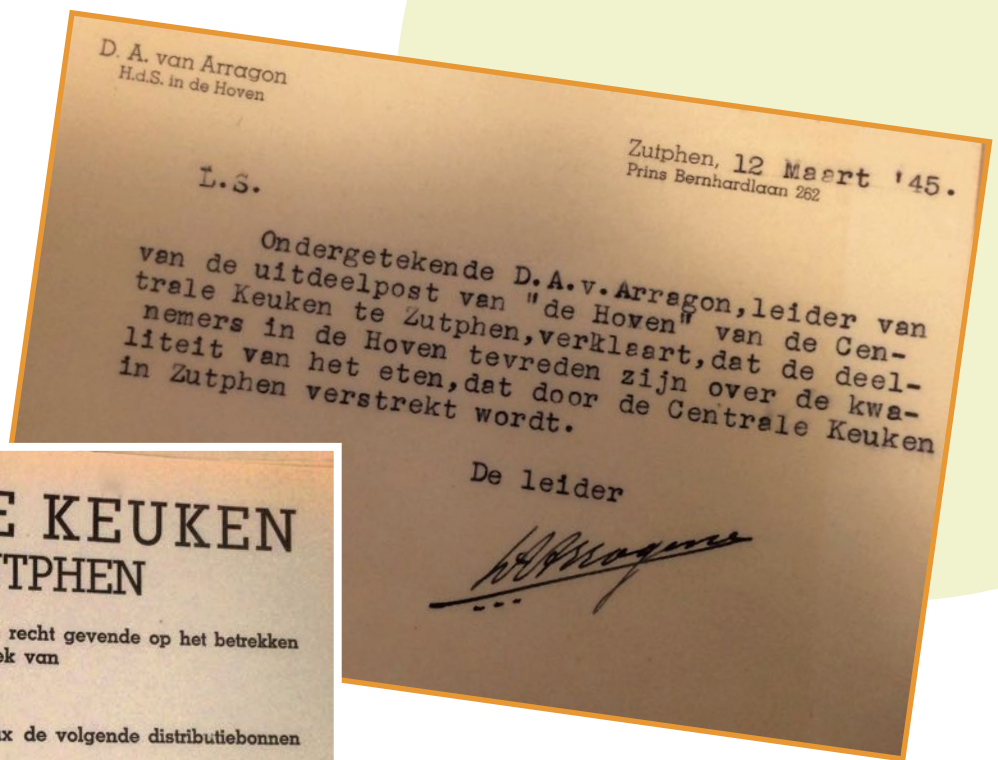 D. A. van Arragon
H.d.S. in de Hoven
Zutphen, 12 Maart '45.
Prins Bernhardlaan 262
L.S.
Ondergetekende D.A.v.Arragon,leider van
van de uitdeelpost van "de Hoven" van de Cen-
trale Keuken te Zutphen,verklaart,dat de deel-
nemers in de Hoven tevreden zijn over de kwa-
liteit van het eten,dat door de Centrale Keuken
in Zutphen verstrekt wordt.
De leider
E KEUKEN
TPHEN
recht gevende op het betrekken
ek van
ux de volgende distributiebonnen